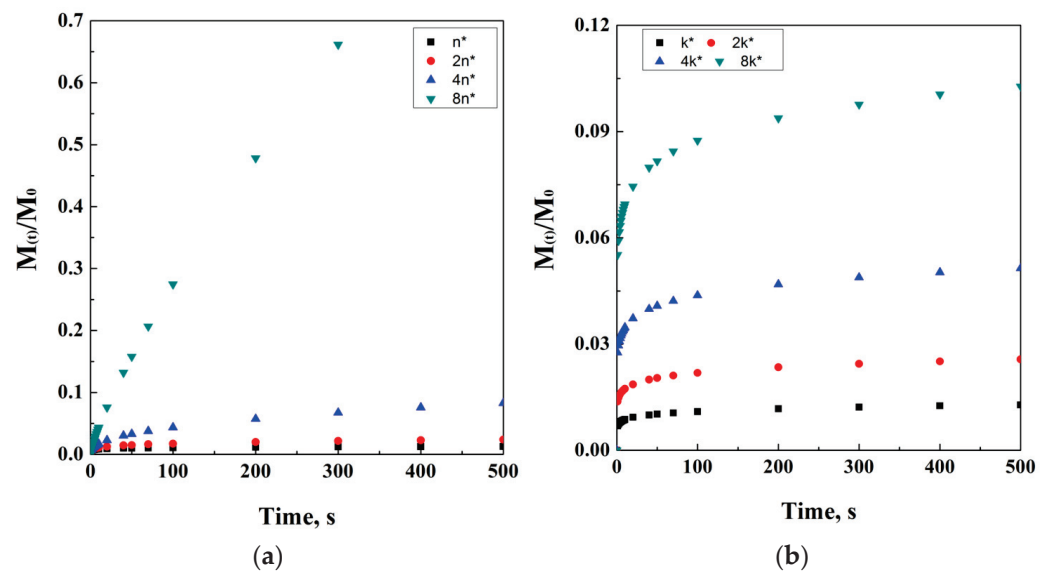 0.7
0.6
0.5
0.4
0.3
0.2
0.1
0.0
M(t)/M0
n*
2n*
4n*
8n*
0 100 200 300 400 500
Time, s
(a)
0.12
0.09
0.06
0.03
0.00
M(t)/M0
k* 2k*
4k* 8k*
0 100 200 300 400 500
Time, s
(b)